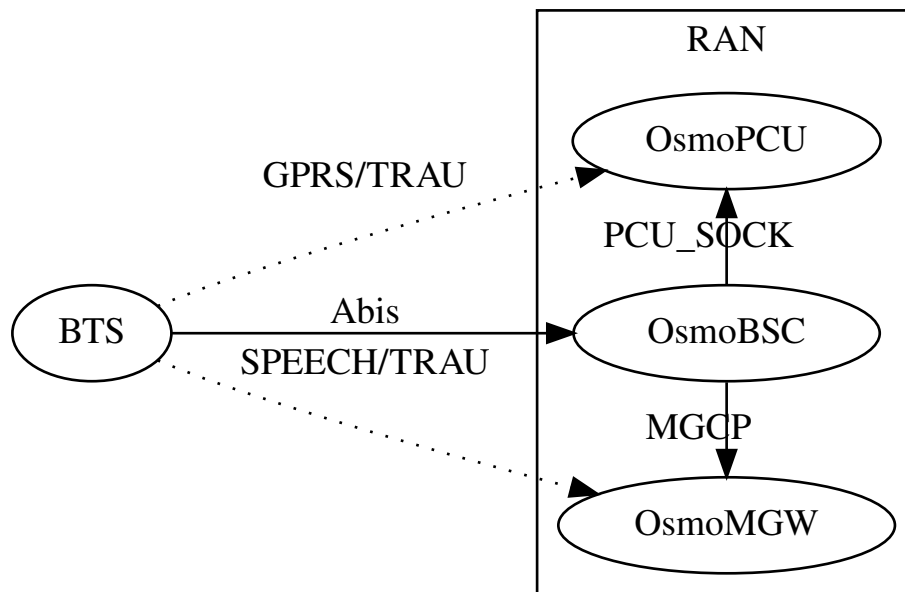 RAN
OsmoPCU
GPRS/TRAU
PCU_SOCK
Abis
BTS
OsmoBSC
SPEECH/TRAU
MGCP
OsmoMGW